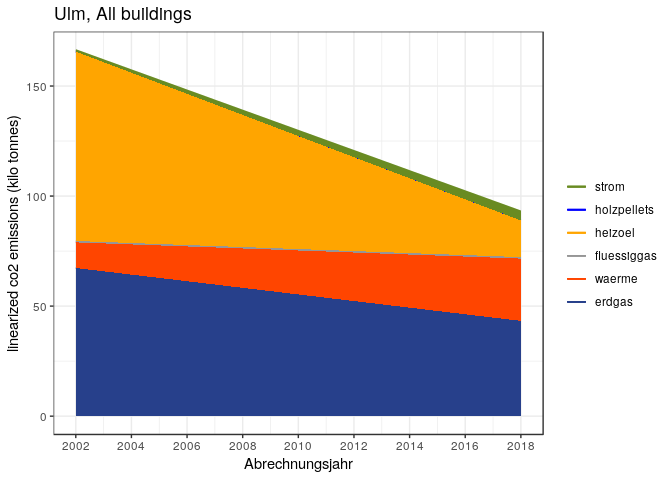 Ulm, All buildings
linearized co2 emissions (kilo tonnes)
150
100
50
0
2002 2004 2006 2008 2010 2012 2014 2016 2018
Abrechnungsjahr
strom
holzpellets
heizoel
fluessiggas
waerme
erdgas